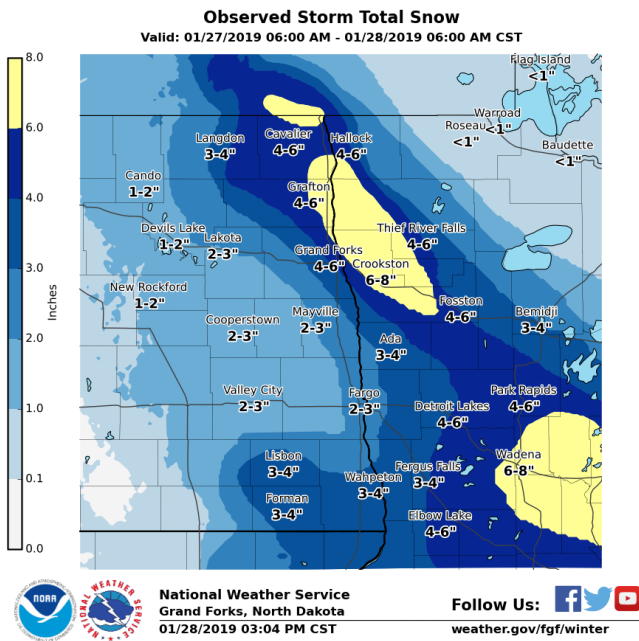 Observed Storm Total Snow
Valid: 01/27/2019 06:00 AM - 01/28/2019 06:00 AM CST
8.0
6.0
4.0
3.0
2.0
1.0
0.1
0.0
Inches
Flag Island
<1"
Warroad
<1"
Roseau
<1"
Baudette
<1"
Langdon
3-4"
Cavalier
4-6"
Hallock
4-6"
Cando
1-2"
Grafton
4-6"
Devils Lake
1-2"
Lakota
2-3"
Thief River Falls
4-6"
Grand Forks
4-6"
Crookston
6-8"
New Rockford
1-2"
Fosston
4-6"
Bemidji
3-4"
Cooperstown
2-3"
Mayville
2-3"
Ada
3-4"
Valley City
2-3"
Fargo
2-3"
Detroit Lakes
4-6"
Park Rapids
4-6"
Lisbon
3-4"
Wahpeton
3-4"
Fergus Falls
3-4"
Wadena
6-8"
Forman
3-4"
Elbow Lake
4-6"
NOAA
NATIONAL WEATHER SERVICE
National Weather Service
Grand Forks, North Dakota
01/28/2019 03:04 PM CST
Follow Us:
weather.gov/fgf/winter